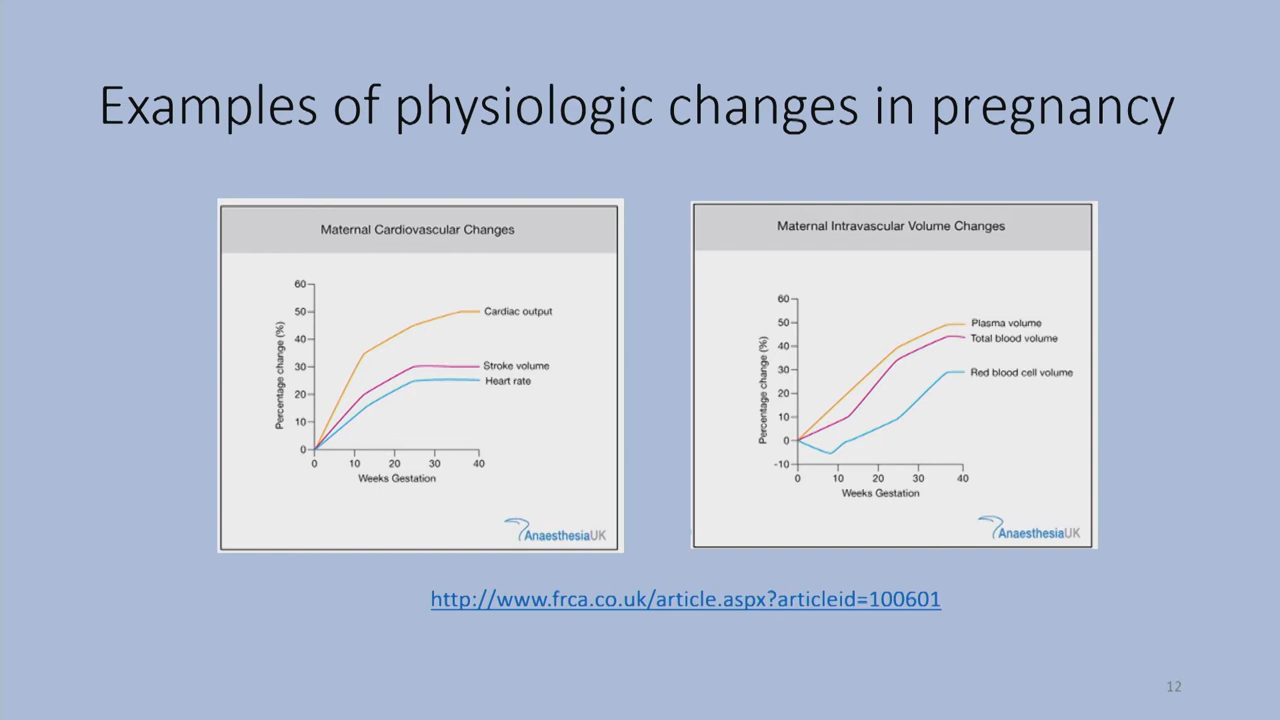 Examples of physiologic changes in pregnancy
Maternal Cardiovascular Changes
60
50
40
30
20
10
0
Percentage change (%)
Cardiac output
Stroke volume
Heart rate
0 10 20 30 40
Weeks Gestation
AnaesthesiaUK
Maternal Intravascular Volume Changes
60
50
40
30
20
10
0
-10
Percentage change (%)
Plasma volume
Total blood volume
Red blood cell volume
0 10 20 30 40
Weeks Gestation
AnaesthesiaUK
http://www.frca.co.uk/article.aspx?articleid=100601
12